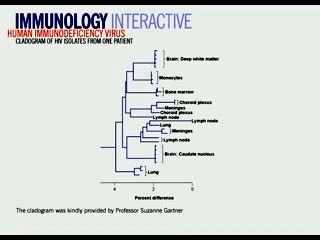 IMMUNOLOGY INTERACTIVE
HUMAN IMMUNODEFICIENCY VIRUS
CLADOGRAM OF HIV ISOLATES FROM ONE PATIENT
Brain: Deep white matter
Monocytes
Bone marrow
Choroid plexus
Meninges
Choroid plexus
Lymph node
Lymph node
Lung
Meninges
Lymph node
Brain: Caudate nucleus
Lung
4 2 0
Percent difference
The cladogram was kindly provided by Professor Suzanne Gartner